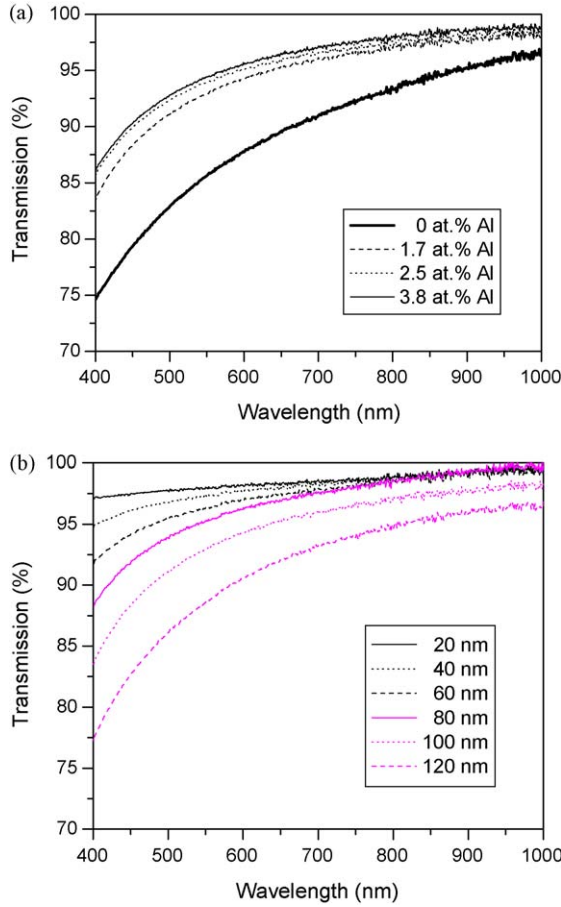 (a)
100
95
90
85
80
75
70
Transmission (%)
0 at.% Al
1.7 at.% Al
2.5 at.% Al
3.8 at.% Al
400 500 600 700 800 900 1000
Wavelength (nm)
(b)
100
95
90
85
80
75
70
Transmission (%)
20 nm
40 nm
60 nm
80 nm
100 nm
120 nm
400 500 600 700 800 900 1000
Wavelength (nm)